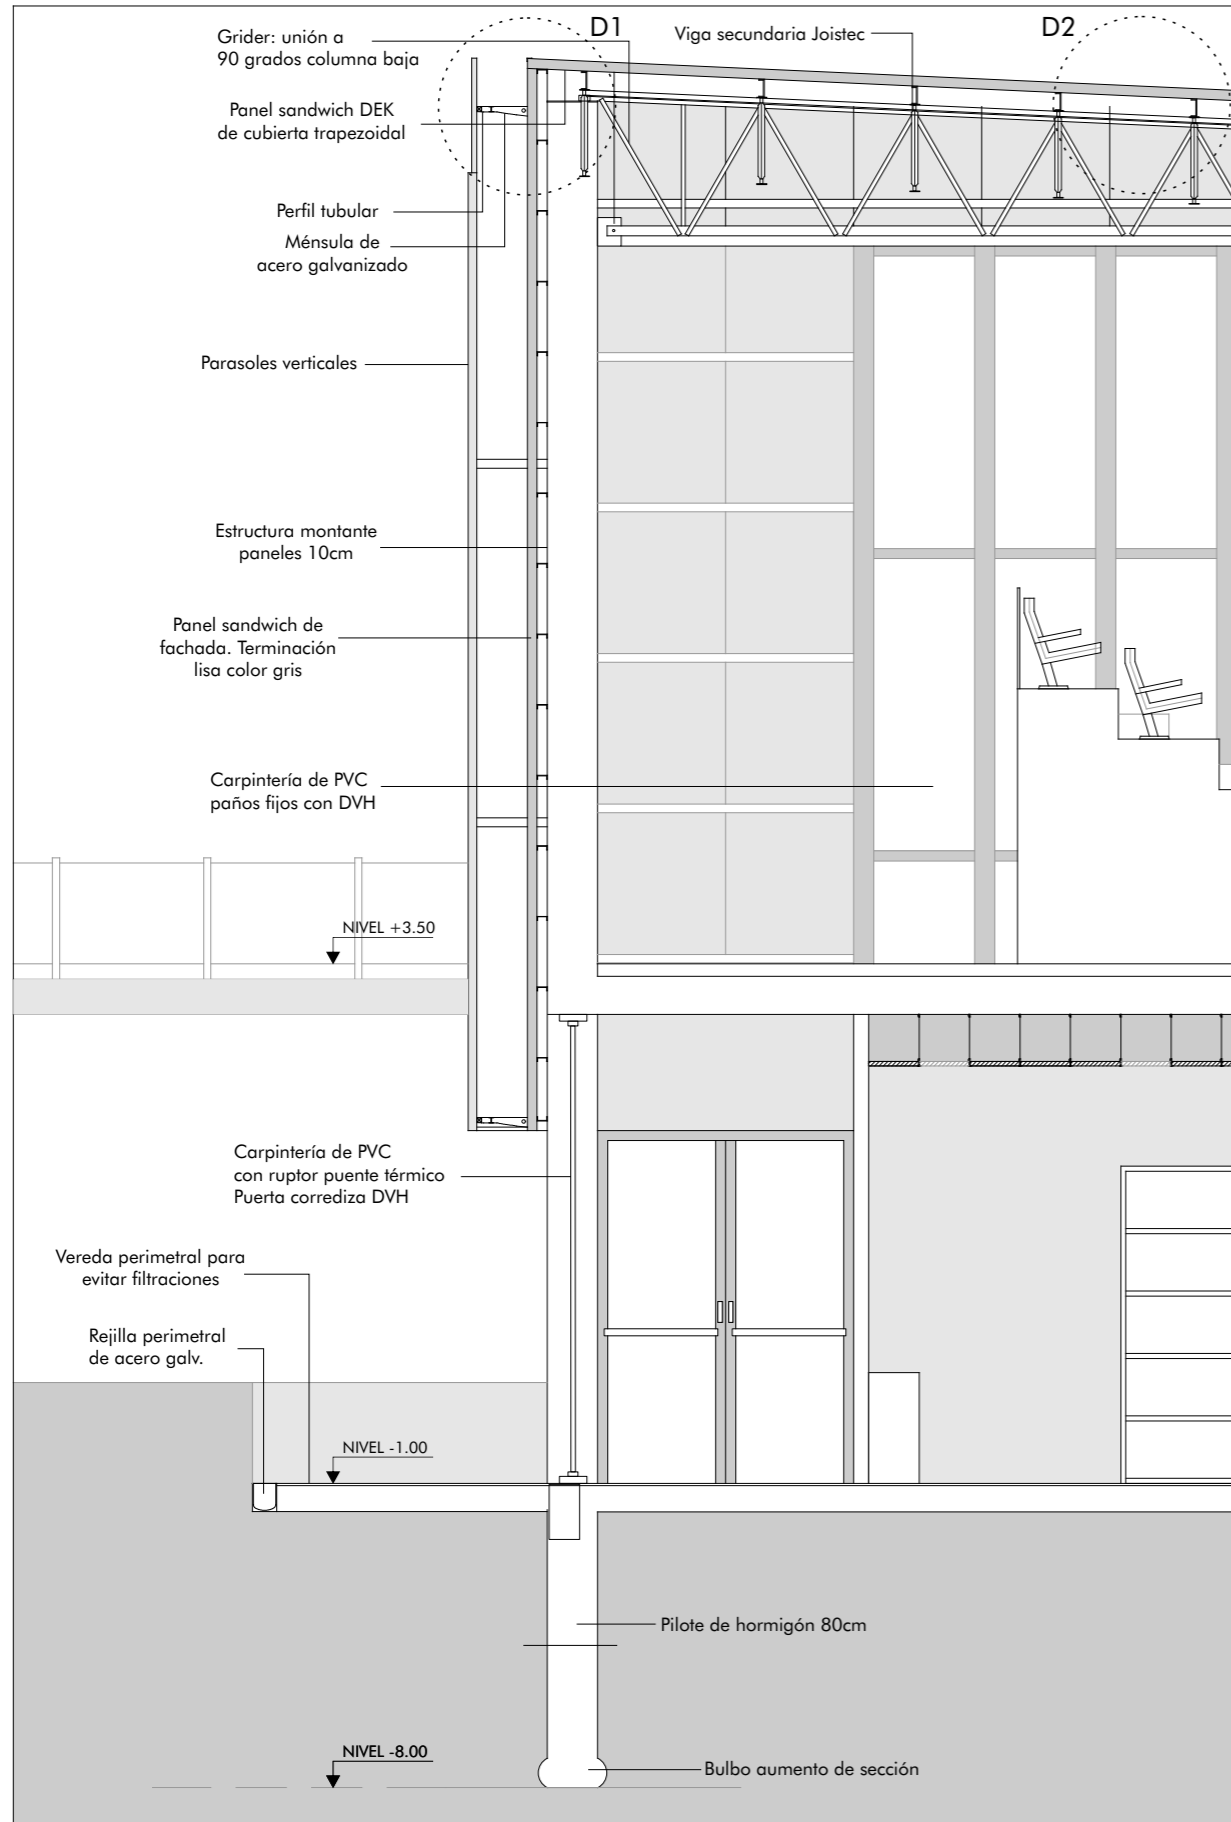 D1
D2
Grider: unión a
90 grados columna baja
Viga secundaria Joistec
Panel sandwich DEK
de cubierta trapezoidal
Perfil tubular
Ménsula de
acero galvanizado
Parasoles verticales
Estructura montante
paneles 10cm
Panel sandwich de
fachada. Terminación
lisa color gris
Carpintería de PVC
paños fijos con DVH
NIVEL +3.50
Carpintería de PVC
con ruptor puente térmico
Puerta corrediza DVH
Vereda perimetral para
evitar filtraciones
Rejilla perimetral
de acero galv.
NIVEL -1.00
Pilote de hormigón 80cm
NIVEL -8.00
Bulbo aumento de sección